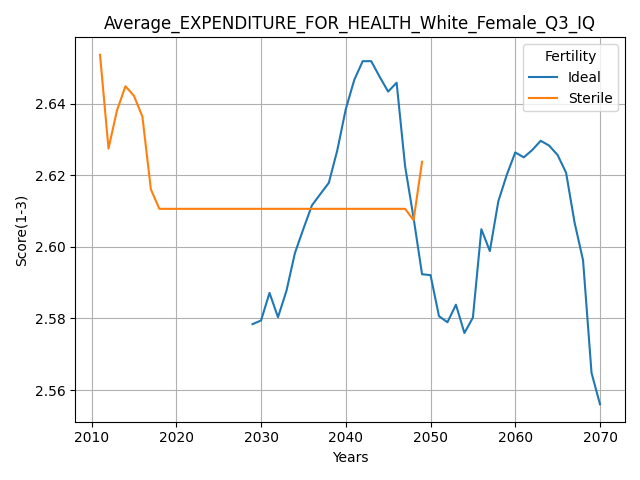 Average_EXPENDITURE_FOR_HEALTH_White_Female_Q3_IQ
Fertility
Ideal
Sterile
Score(1-3)
2.64
2.62
2.60
2.58
2.56
2010 2020 2030 2040 2050 2060 2070
Years